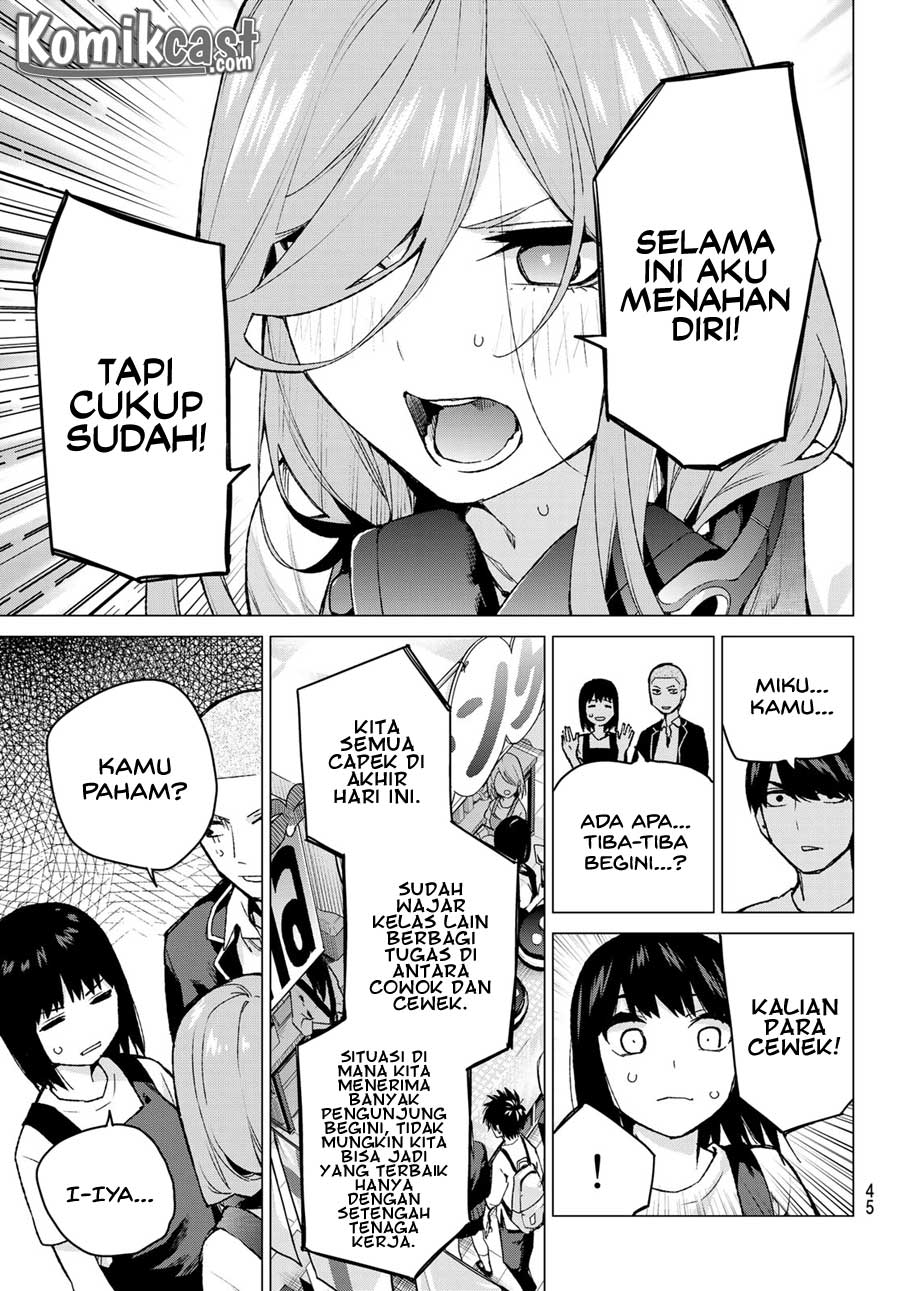 Komikcast
.com
SELAMA
INI AKU
MENAHAN
DIRI!
TAPI
CUKUP
SUDAH!
MIKU...
KAMU...
ADA APA...
TIBA-TIBA
BEGINI...?
KALIAN
PARA
CEWEK!
!
KITA
SEMUA
CAPEK DI
AKHIR
HARI INI.
SUDAH
WAJAR
KELAS LAIN
BERBAGI
TUGAS DI
ANTARA
COWOK DAN
CEWEK.
SITUASI DI
MANA KITA
MENERIMA
BANYAK
PENGUNJUNG
BEGINI, TIDAK
MUNGKIN KITA
BISA JADI
YANG TERBAIK
HANYA
DENGAN
SETENGAH
TENAGA
KERJA.
KAMU
PAHAM?
I-IYA...
45